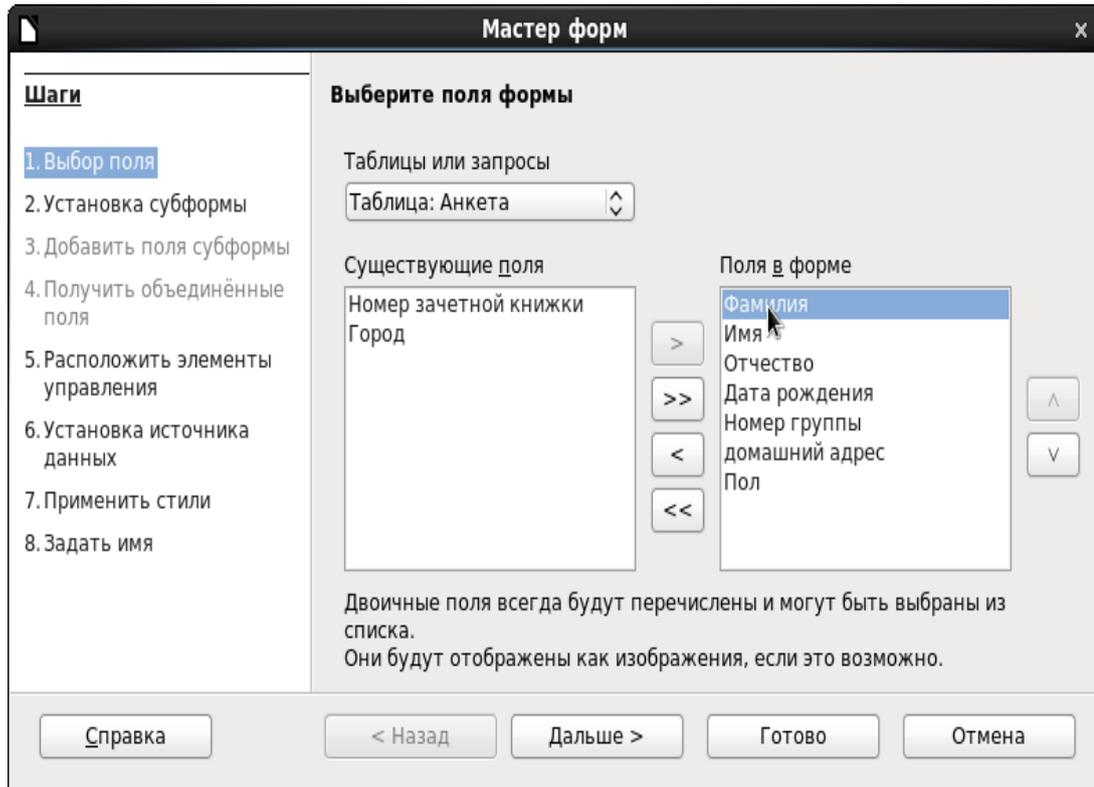 Мастер форм
Шаги
1. Выбор поля
2. Установка субформы
3. Добавить поля субформы
4. Получить объединённые
поля
5. Расположить элементы
управления
6. Установка источника
данных
7. Применить стили
8. Задать имя
Выберите поля формы
Таблицы или запросы
Таблица: Анкета
Существующие поля
Номер зачетной книжки
Город
>
>>
<
<<
Поля в форме
Фамилия
Имя
Отчество
Дата рождения
Номер группы
домашний адрес
Пол
Двоичные поля всегда будут перечислены и могут быть выбраны из
списка.
Они будут отображены как изображения, если это возможно.
Справка
< Назад
Дальше >
Готово
Отмена